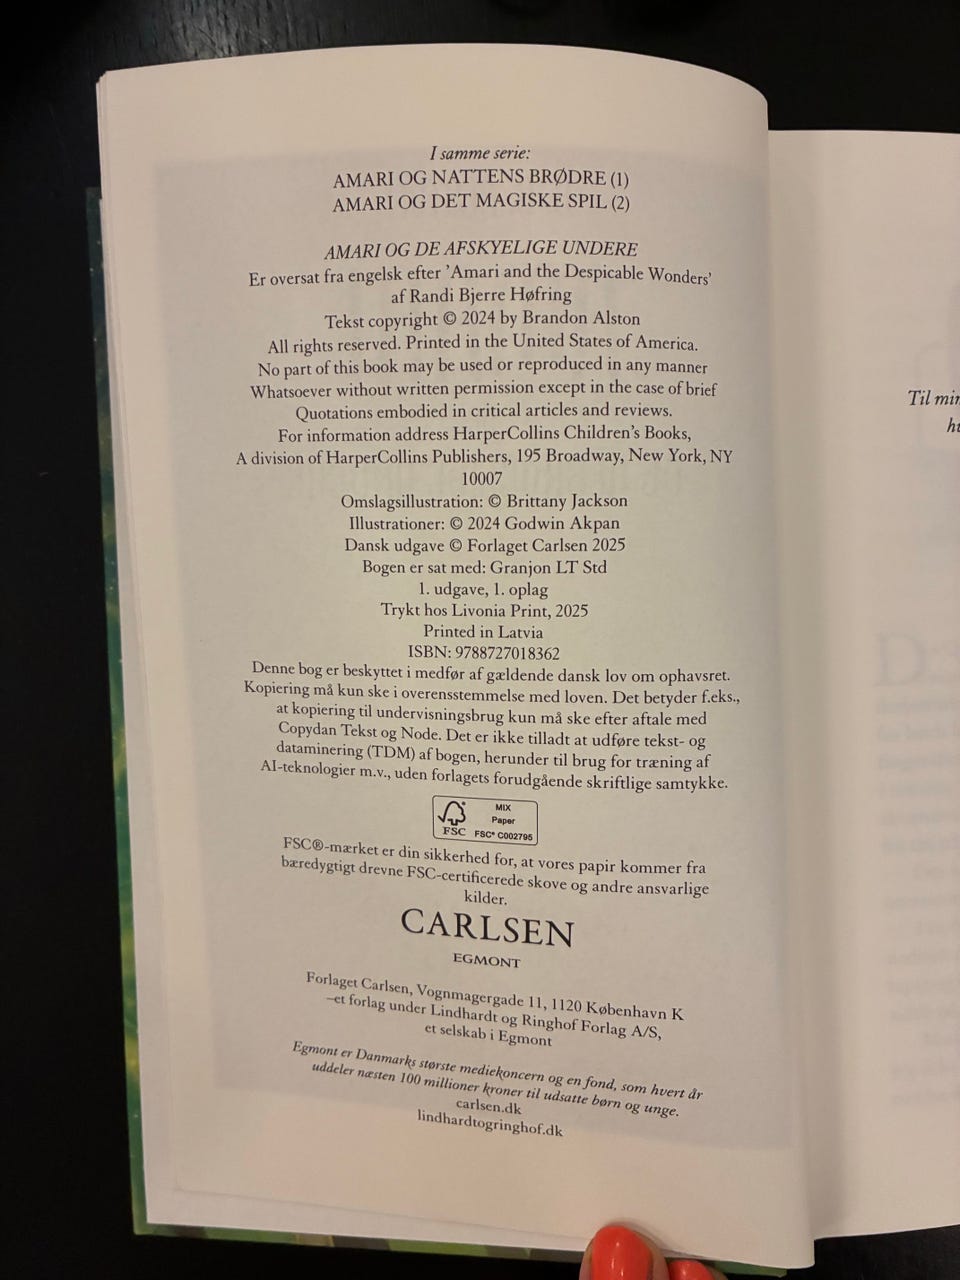 I samme serie:
AMARI OG NATTENS BRØDRE (1)
AMARI OG DET MAGISKE SPIL (2)
AMARI OG DE AFSKYELIGE UNDERE
Er oversat fra engelsk efter 'Amari and the Despicable Wonders'
af Randi Bjerre Høfring
Tekst copyright © 2024 by Brandon Alston
All rights reserved. Printed in the United States of America.
No part of this book may be used or reproduced in any manner
Whatsoever without written permission except in the case of brief
Quotations embodied in critical articles and reviews.
For information address HarperCollins Children's Books,
A division of HarperCollins Publishers, 195 Broadway, New York, NY
10007
Omslagsillustration: © Brittany Jackson
Illustrationer: © 2024 Godwin Akpan
Dansk udgave © Forlaget Carlsen 2025
Bogen er sat med: Granjon LT Std
1. udgave, 1. oplag
Trykt hos Livonia Print, 2025
Printed in Latvia
ISBN: 9788727018362
Denne bog er beskyttet i medfør af gældende dansk lov om ophavsret.
Kopiering må kun ske i overensstemmelse med loven. Det betyder f.eks.,
at kopiering til undervisningsbrug kun må ske efter aftale med
Copydan Tekst og Node. Det er ikke tilladt at udføre tekst- og
datamining (TDM) af bogen, herunder til brug for træning af
AI-teknologier m.v., uden forlagets forudgående skriftlige samtykke.
FSC
MIX
Paper
FSC® C002795
FSC®-mærket er din sikkerhed for, at vores papir kommer fra
bæredygtigt drevne FSC-certificerede skove og andre ansvarlige
kilder.
CARLSEN
EGMONT
Forlaget Carlsen, Vognmagergade 11, 1120 København K
–et forlag under Lindhardt og Ringhof Forlag A/S,
et selskab i Egmont
Egmont er Danmarks største mediekoncern og en fond, som hvert år
uddeler næsten 100 millioner kroner til udsatte børn og unge.
carlsen.dk
lindhardtogringhof.dk
Til